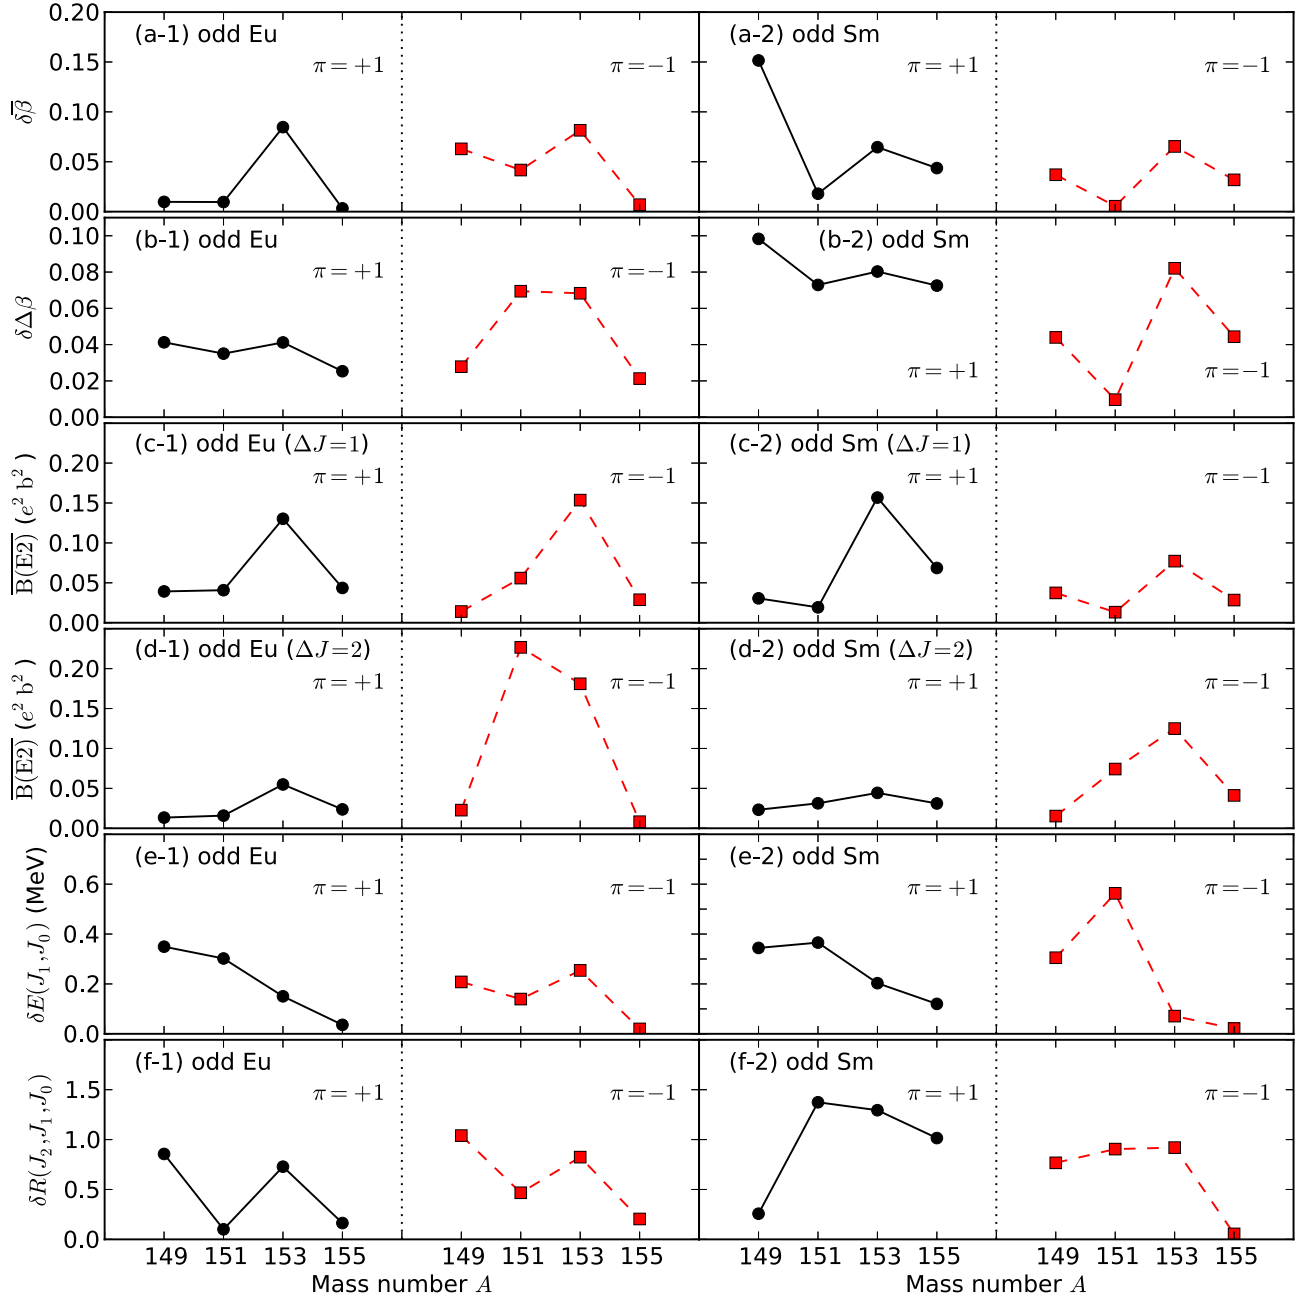 (a-1) odd Eu
π = +1
π = −1
(a-2) odd Sm
π = +1
π = −1
0.20
0.15
0.10
0.05
0.00
δβ̅
(b-1) odd Eu
π = +1
π = −1
(b-2) odd Sm
π = +1
π = −1
0.10
0.08
0.06
0.04
0.02
0.00
δΔβ
(c-1) odd Eu (ΔJ=1)
π = +1
π = −1
(c-2) odd Sm (ΔJ=1)
π = +1
π = −1
0.20
0.15
0.10
0.05
0.00
B(E2) (e² b²)
(d-1) odd Eu (ΔJ=2)
π = +1
π = −1
(d-2) odd Sm (ΔJ=2)
π = +1
π = −1
0.20
0.15
0.10
0.05
0.00
B(E2) (e² b²)
(e-1) odd Eu
π = +1
π = −1
(e-2) odd Sm
π = +1
π = −1
0.6
0.4
0.2
0.0
δE(J₁,J₀) (MeV)
(f-1) odd Eu
π = +1
π = −1
(f-2) odd Sm
π = +1
π = −1
1.5
1.0
0.5
0.0
δR(J₂,J₁,J₀)
149 151 153 155 149 151 153 155 149 151 153 155 149 151 153 155
Mass number A Mass number A